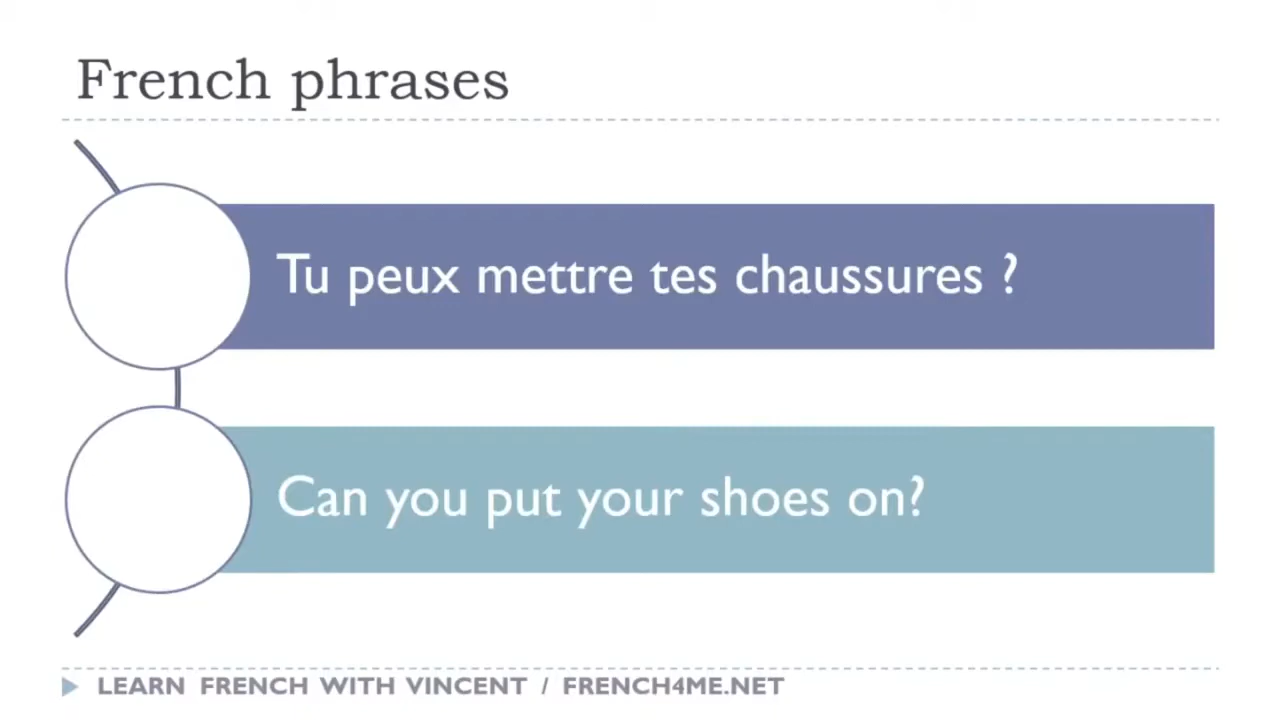 French phrases
Tu peux mettre tes chaussures ?
Can you put your shoes on?
LEARN FRENCH WITH VINCENT / FRENCH4ME.NET